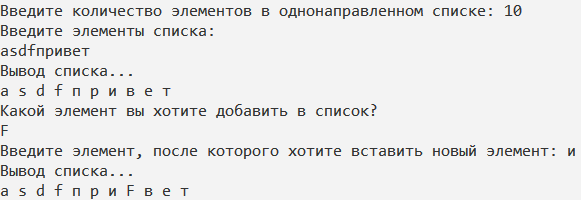 Введите количество элементов в однонаправленном списке: 10
Введите элементы списка:
asdfпривет
Вывод списка...
a s d f п р и в е т
Какой элемент вы хотите добавить в список?
F
Введите элемент, после которого хотите вставить новый элемент: и
Вывод списка...
a s d f п р и F в е т